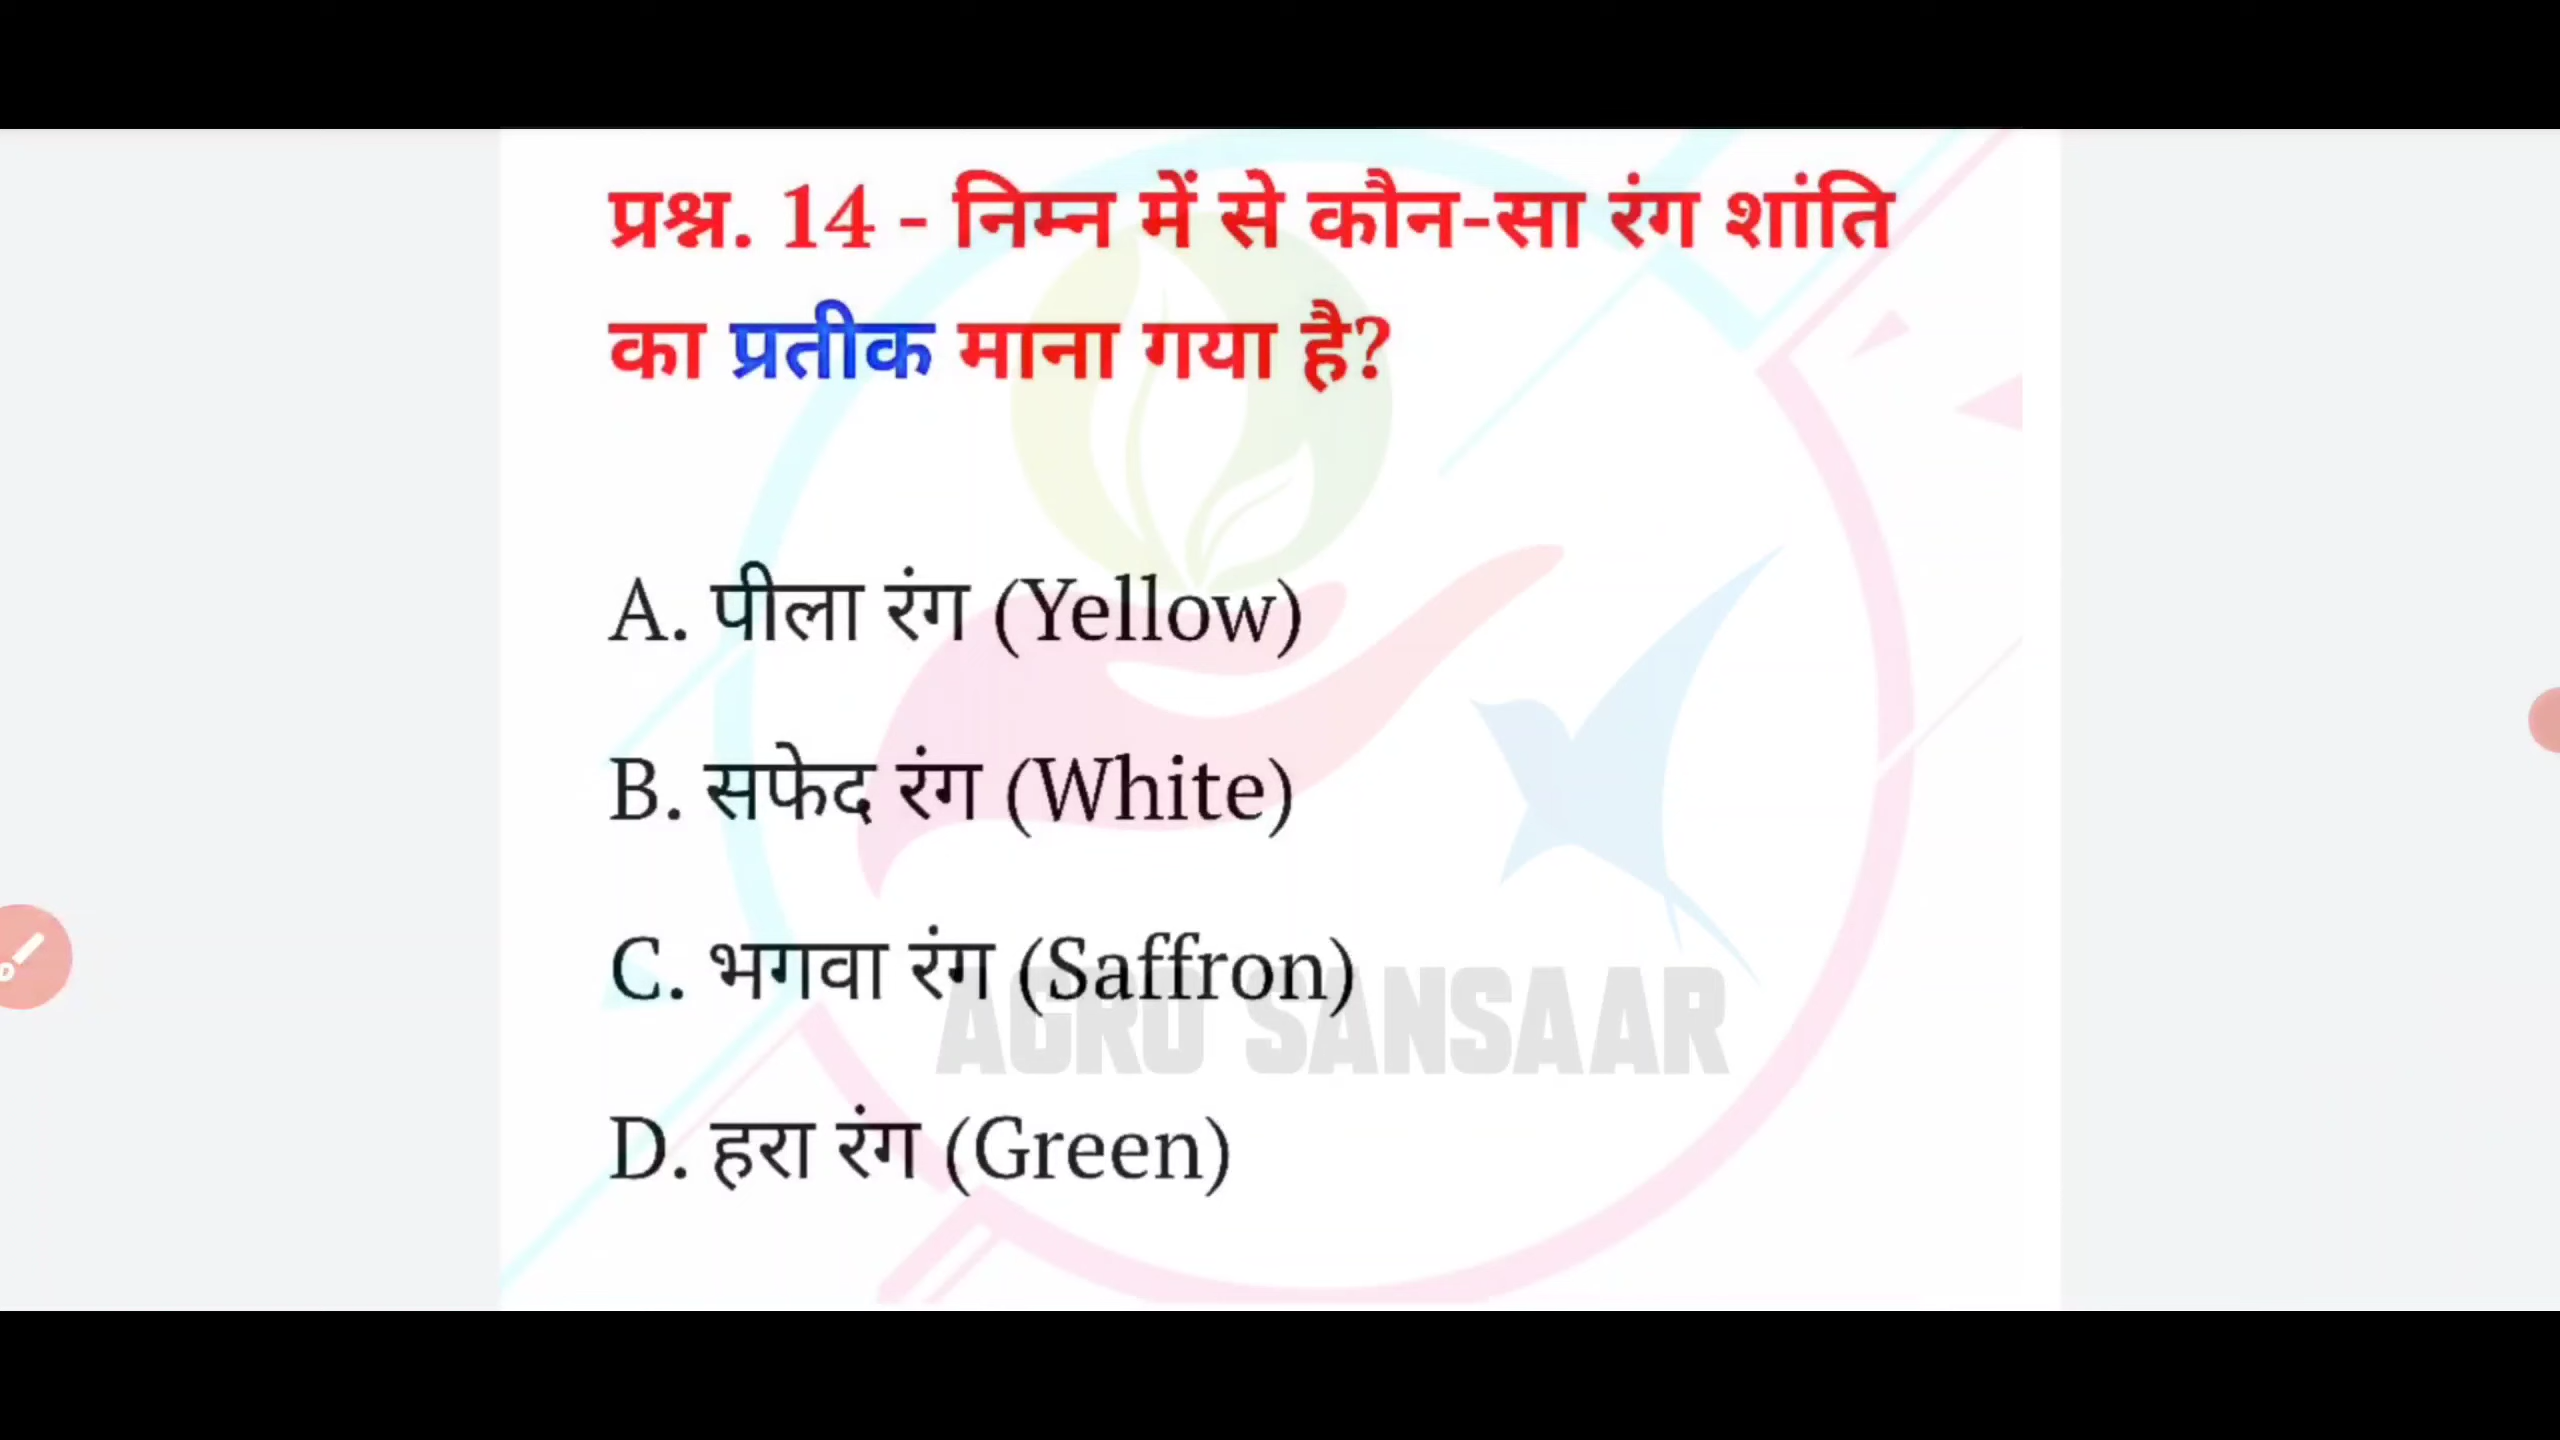 प्रश्न. 14 - निम्न में से कौन-सा रंग शांति
का प्रतीक माना गया है?
A. पीला रंग (Yellow)
B. सफेद रंग (White)
C. भगवा रंग (Saffron)
AGRO SANSAAR
D. हरा रंग (Green)